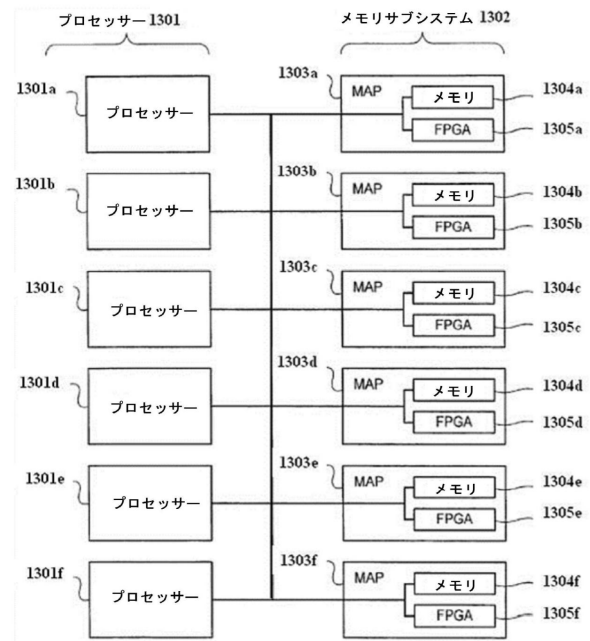 プロセッサー 1301
メモリサブシステム 1302
1301a
プロセッサー
1303a
MAP
メモリ
1304a
FPGA
1305a
1301b
プロセッサー
1303b
MAP
メモリ
1304b
FPGA
1305b
1301c
プロセッサー
1303c
MAP
メモリ
1304c
FPGA
1305c
1301d
プロセッサー
1303d
MAP
メモリ
1304d
FPGA
1305d
1301e
プロセッサー
1303e
MAP
メモリ
1304e
FPGA
1305e
1301f
プロセッサー
1303f
MAP
メモリ
1304f
FPGA
1305f